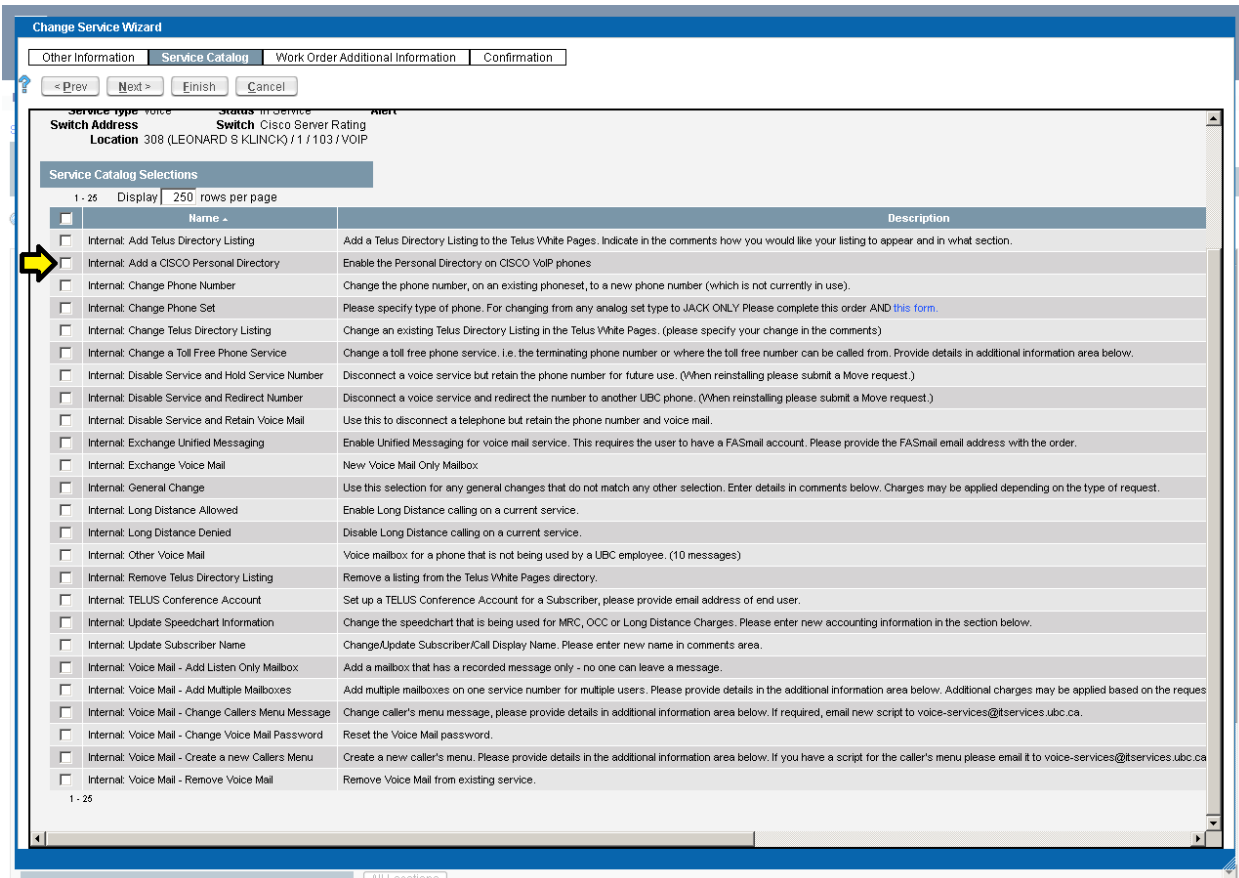 Change Service Wizard
Other Information Service Catalog Work Order Additional Information Confirmation
? < Prev Next > Finish Cancel
Service Type Voice Status In Service Alert
Switch Address Switch Cisco Server Rating
Location 308 (LEONARD S KLINCK) / 1 / 103 / VOIP
Service Catalog Selections
1 - 25 Display 250 rows per page
Name Description
Internal: Add Telus Directory Listing Add a Telus Directory Listing to the Telus White Pages. Indicate in the comments how you would like your listing to appear and in what section.
Internal: Add a CISCO Personal Directory Enable the Personal Directory on CISCO VoIP phones
Internal: Change Phone Number Change the phone number, on an existing phoneset, to a new phone number (which is not currently in use).
Internal: Change Phone Set Please specify type of phone. For changing from any analog set type to JACK ONLY Please complete this order AND this form.
Internal: Change Telus Directory Listing Change an existing Telus Directory Listing in the Telus White Pages. (please specify your change in the comments)
Internal: Change a Toll Free Phone Service Change a toll free phone service. i.e. the terminating phone number or where the toll free number can be called from. Provide details in additional information area below.
Internal: Disable Service and Hold Service Number Disconnect a voice service but retain the phone number for future use. (When reinstalling please submit a Move request.)
Internal: Disable Service and Redirect Number Disconnect a voice service and redirect the number to another UBC phone. (When reinstalling please submit a Move request.)
Internal: Disable Service and Retain Voice Mail Use this to disconnect a telephone but retain the phone number and voice mail.
Internal: Exchange Unified Messaging Enable Unified Messaging for voice mail service. This requires the user to have a FASmail account. Please provide the FASmail email address with the order.
Internal: Exchange Voice Mail New Voice Mail Only Mailbox
Internal: General Change Use this selection for any general changes that do not match any other selection. Enter details in comments below. Charges may be applied depending on the type of request.
Internal: Long Distance Allowed Enable Long Distance calling on a current service.
Internal: Long Distance Denied Disable Long Distance calling on a current service.
Internal: Other Voice Mail Voice mailbox for a phone that is not being used by a UBC employee. (10 messages)
Internal: Remove Telus Directory Listing Remove a listing from the Telus White Pages directory.
Internal: TELUS Conference Account Set up a TELUS Conference Account for a Subscriber, please provide email address of end user.
Internal: Update Speedchart Information Change the speedchart that is being used for MRC, OCC or Long Distance Charges. Please enter new accounting information in the section below.
Internal: Update Subscriber Name Change/Update Subscriber/Call Display Name. Please enter new name in comments area.
Internal: Voice Mail - Add Listen Only Mailbox Add a mailbox that has a recorded message only - no one can leave a message.
Internal: Voice Mail - Add Multiple Mailboxes Add multiple mailboxes on one service number for multiple users. Please provide details in the additional information area below. Additional charges may be applied based on the reques
Internal: Voice Mail - Change Callers Menu Message Change caller's menu message, please provide details in additional information area below. If required, email new script to voice-services@itservices.ubc.ca.
Internal: Voice Mail - Change Voice Mail Password Reset the Voice Mail password.
Internal: Voice Mail - Create a new Callers Menu Create a new caller's menu. Please provide details in the additional information area below. If you have a script for the caller's menu please email it to voice-services@itservices.ubc.ca
Internal: Voice Mail - Remove Voice Mail Remove Voice Mail from existing service.
1 - 25
All Locations